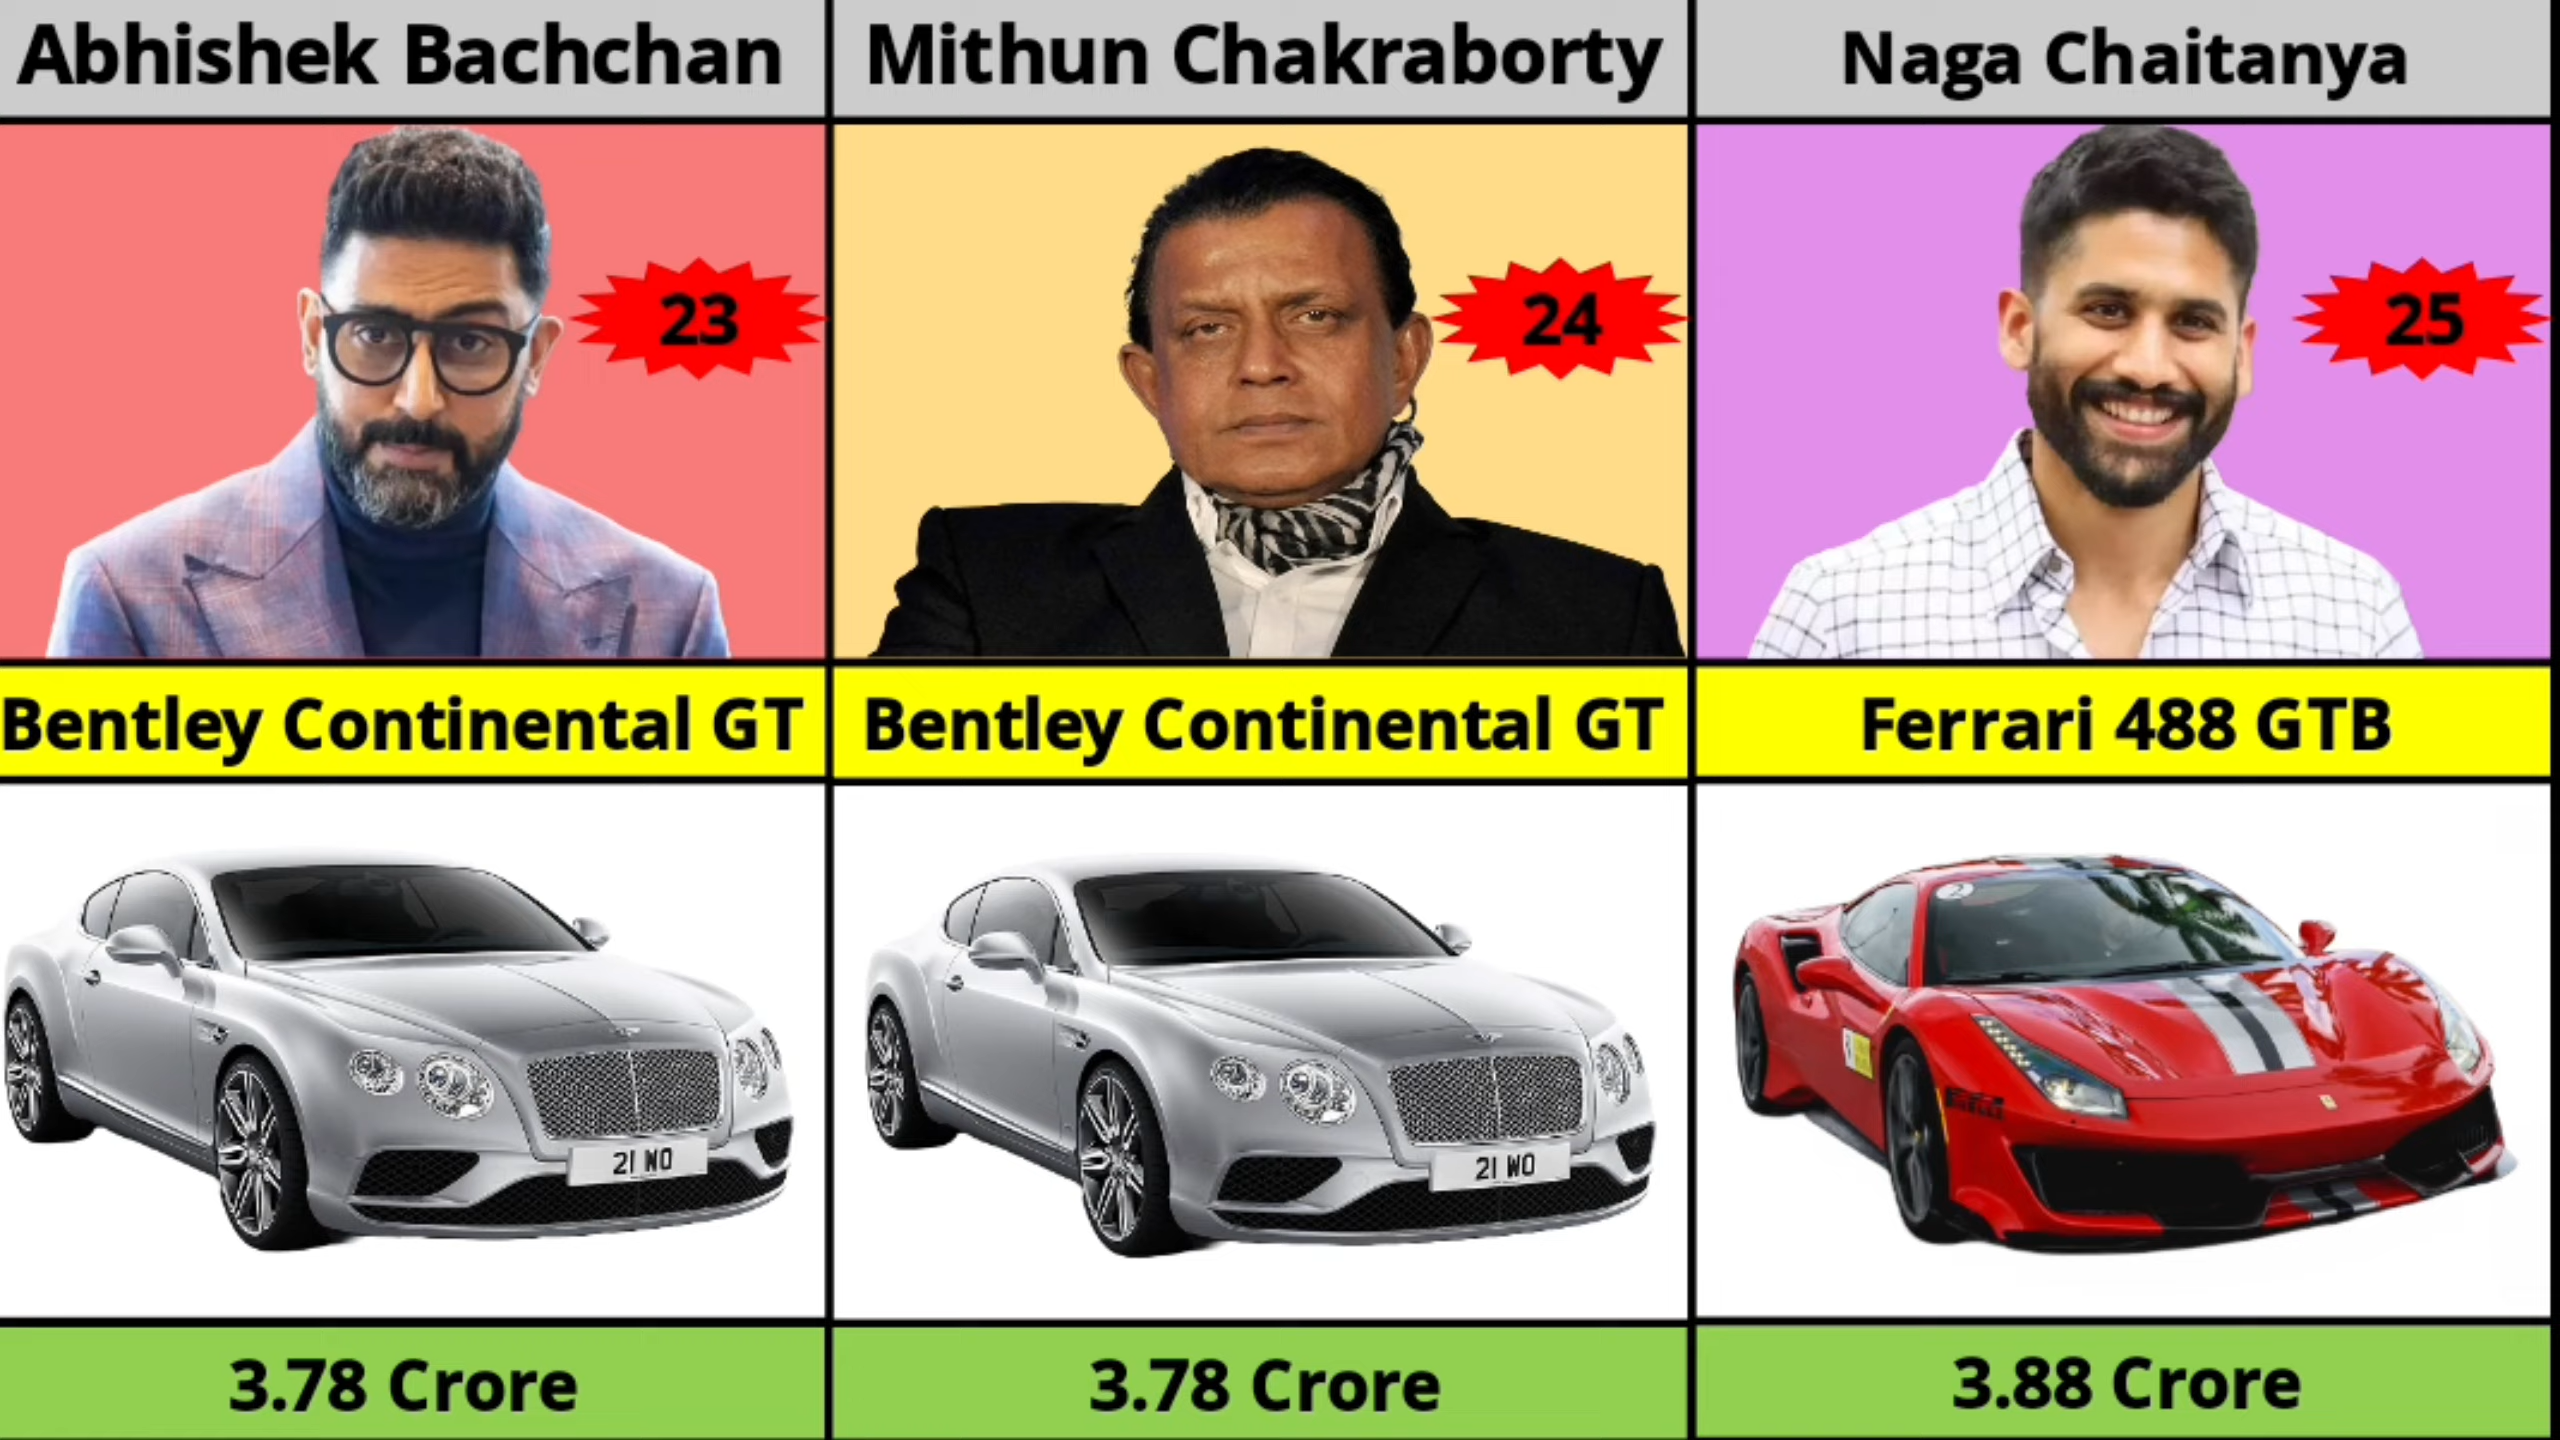 Abhishek Bachchan
Mithun Chakraborty
Naga Chaitanya
23
24
25
Bentley Continental GT
Bentley Continental GT
Ferrari 488 GTB
2
21 WO
21 WO
3.78 Crore
3.78 Crore
3.88 Crore